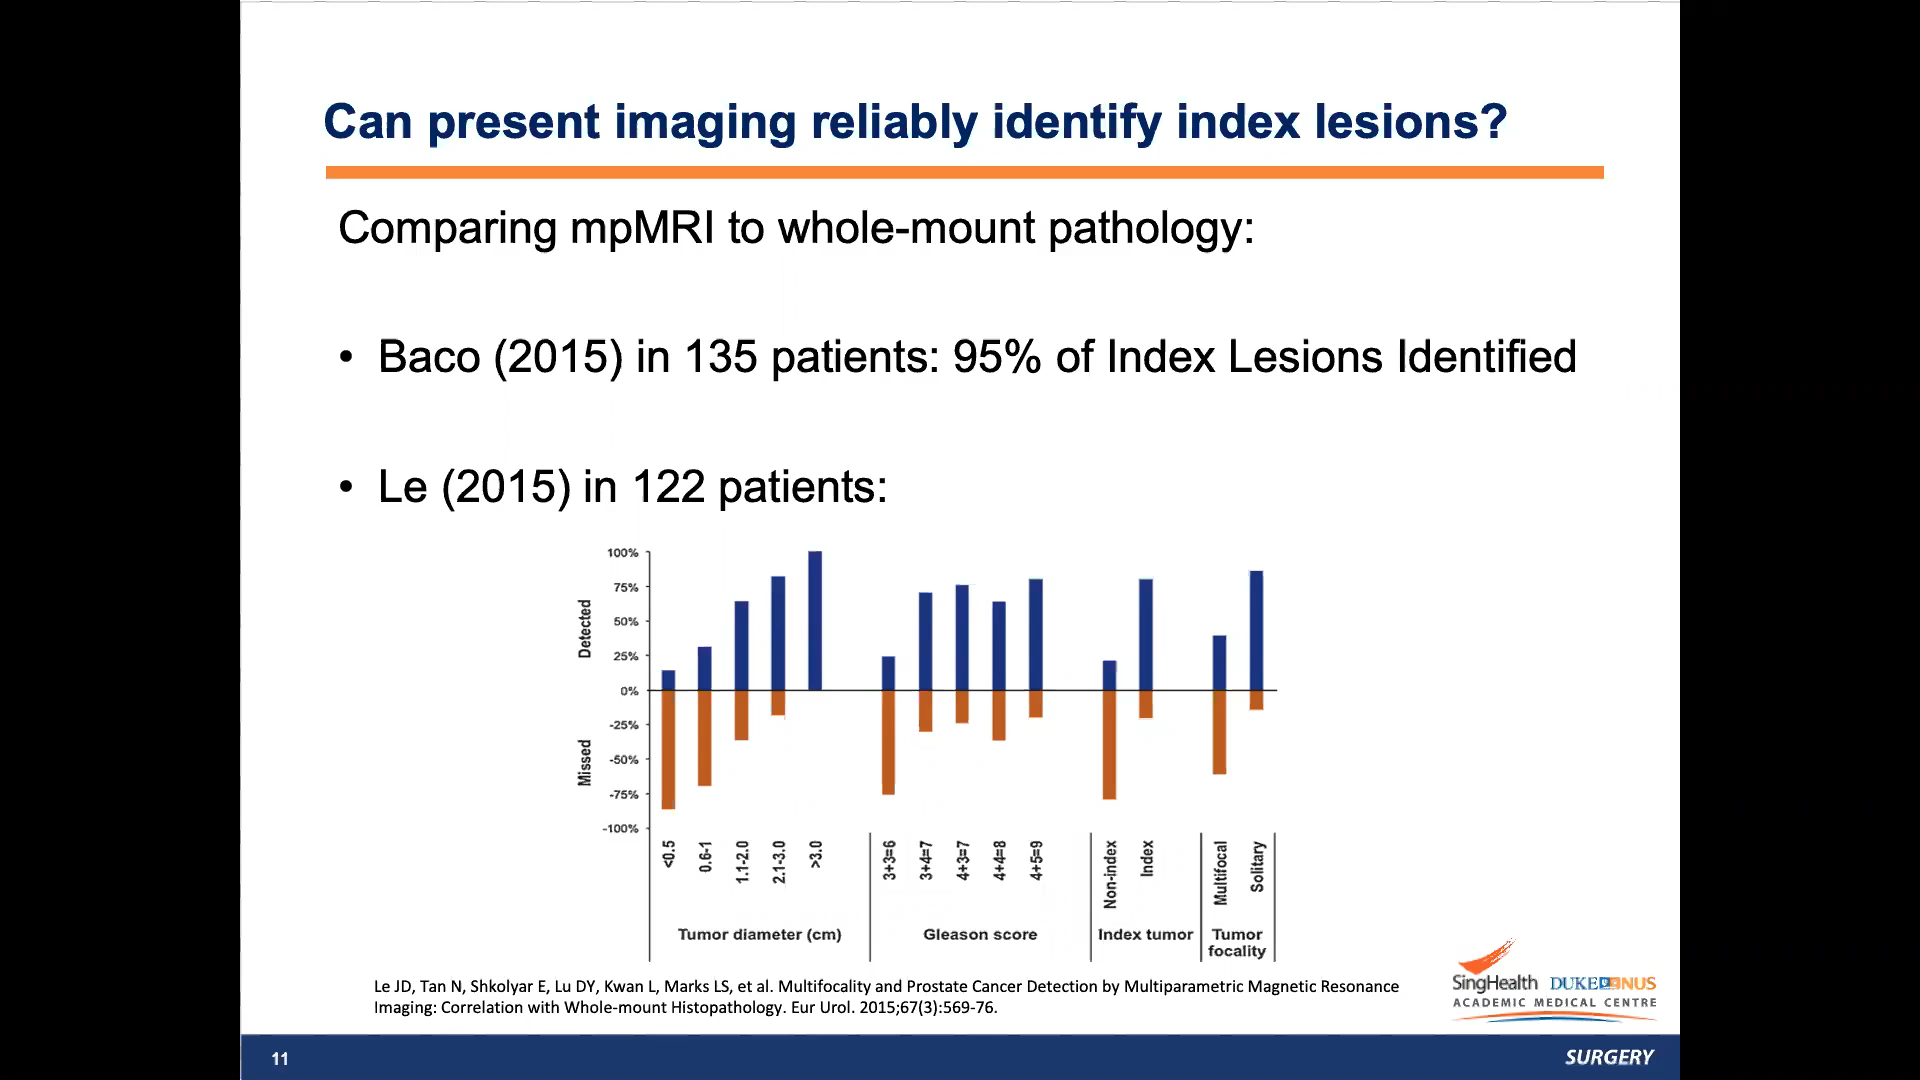 Can present imaging reliably identify index lesions?
Comparing mpMRI to whole-mount pathology:
• Baco (2015) in 135 patients: 95% of Index Lesions Identified
• Le (2015) in 122 patients:
100%
75%
50%
25%
0%
-25%
-50%
-75%
-100%
Detected
Missed
<0.5
0.6-1
1.1-2.0
2.1-3.0
>3.0
3+3=6
3+4=7
4+3=7
4+4=8
4+5=9
Non-index
Index
Multifocal
Solitary
Tumor diameter (cm)
Gleason score
Index tumor
Tumor
focality
Le JD, Tan N, Shkolyar E, Lu DY, Kwan L, Marks LS, et al. Multifocality and Prostate Cancer Detection by Multiparametric Magnetic Resonance
Imaging: Correlation with Whole-mount Histopathology. Eur Urol. 2015;67(3):569-76.
SingHealth DUKE NUS
ACADEMIC MEDICAL CENTRE
11
SURGERY